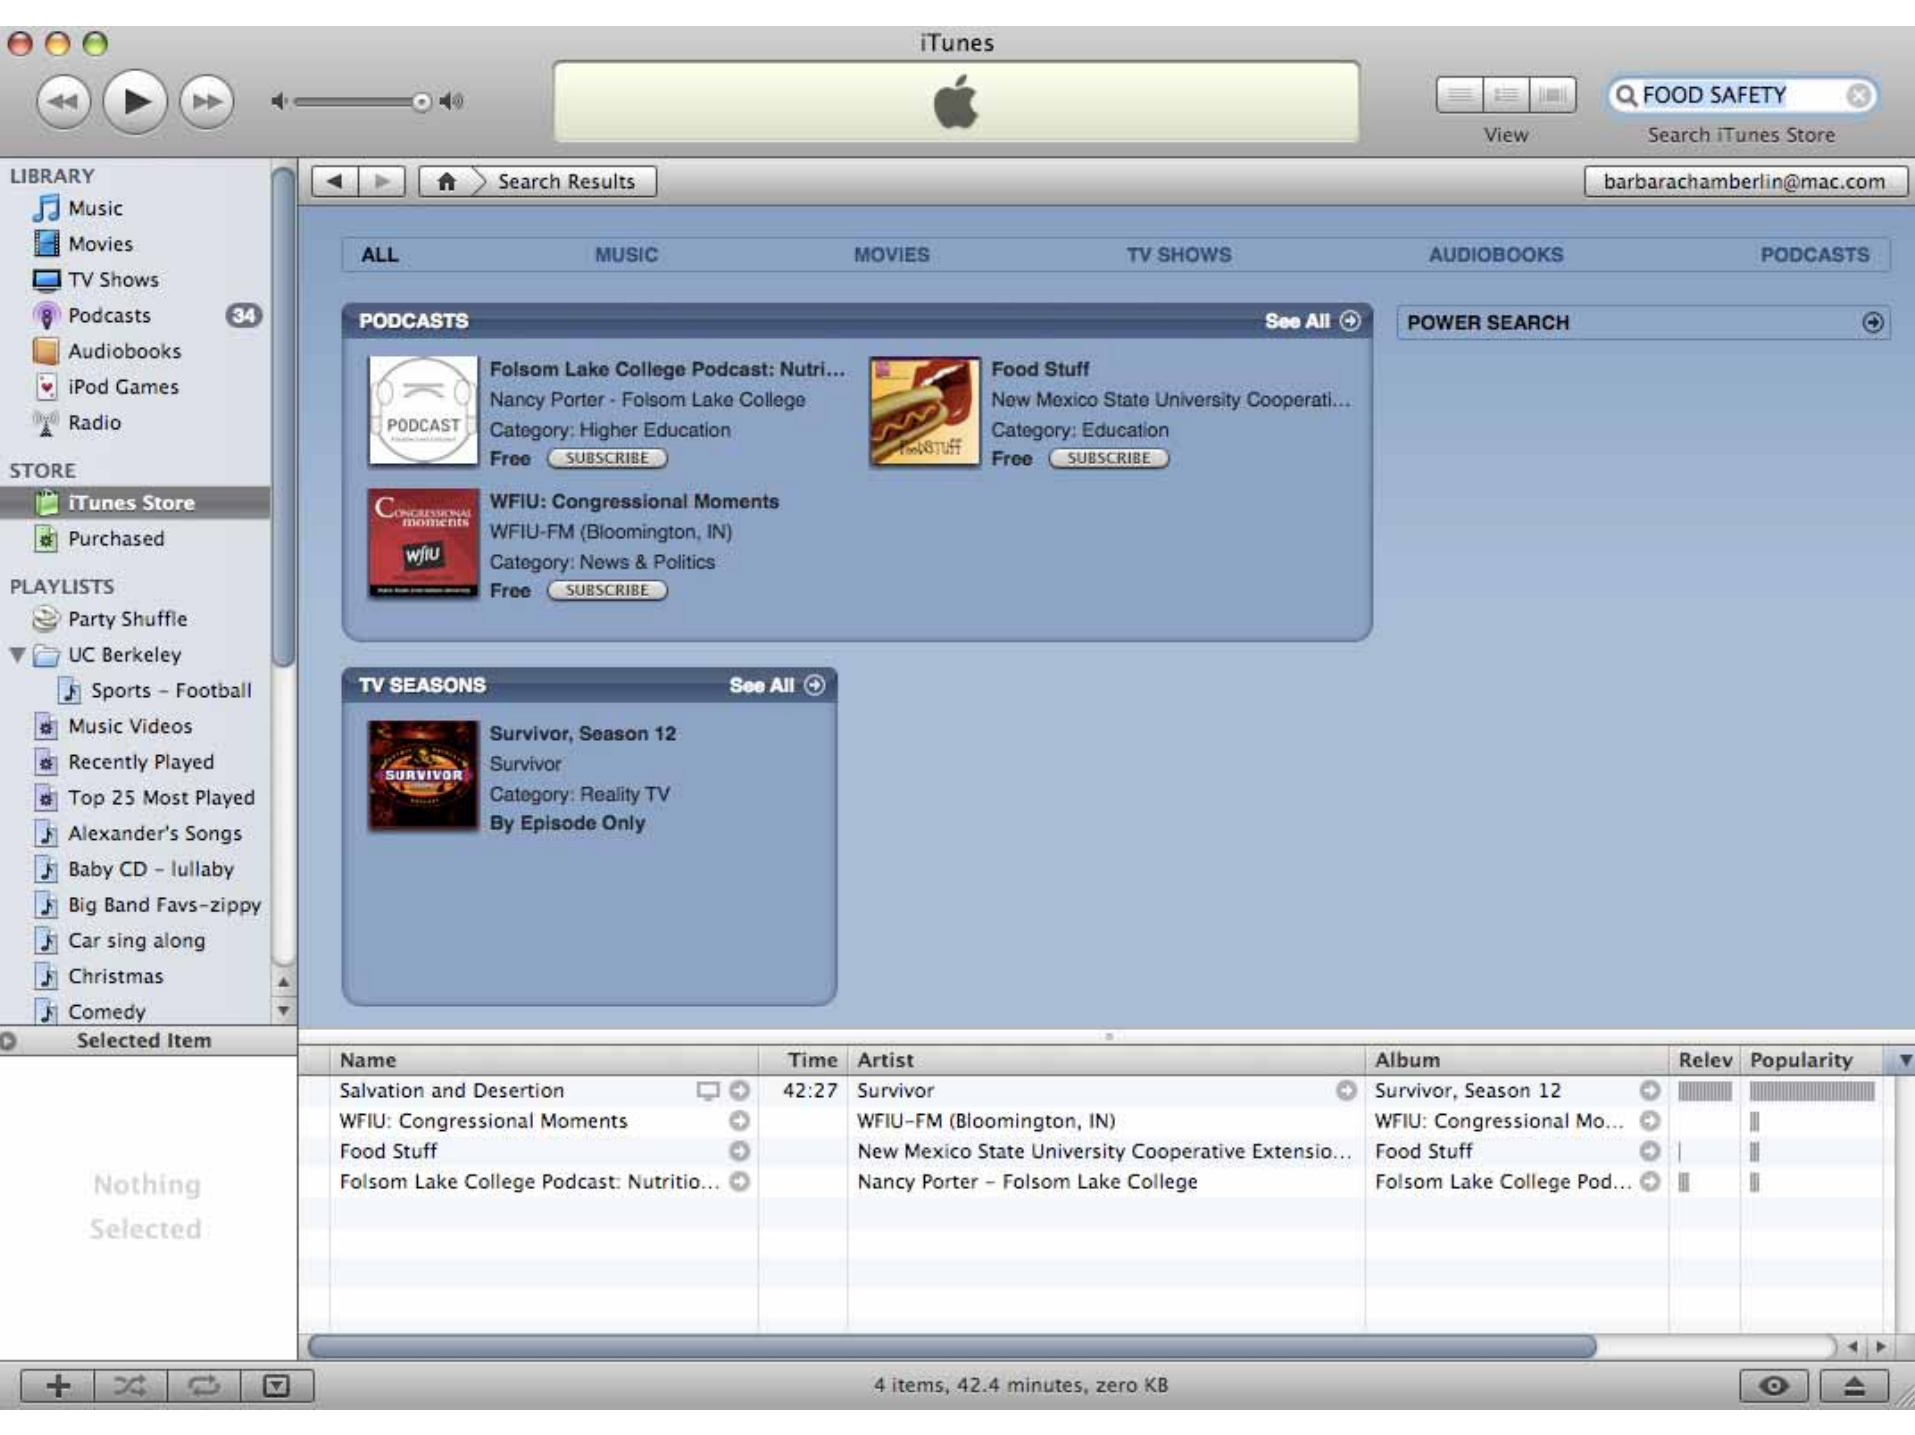 iTunes
FOOD SAFETY
View
Search iTunes Store
LIBRARY
Music
Movies
TV Shows
Podcasts 34
Audiobooks
iPod Games
Radio
STORE
iTunes Store
Purchased
PLAYLISTS
Party Shuffle
UC Berkeley
Sports - Football
Music Videos
Recently Played
Top 25 Most Played
Alexander's Songs
Baby CD - lullaby
Big Band Favs-zippy
Car sing along
Christmas
Comedy
Selected Item
Nothing
Selected
Search Results
barbarachamberlin@mac.com
ALL MUSIC MOVIES TV SHOWS AUDIOBOOKS PODCASTS
PODCASTS See All
POWER SEARCH
PODCAST
Folsom Lake College Podcast: Nutri...
Nancy Porter - Folsom Lake College
Category: Higher Education
Free SUBSCRIBE
FoodSTUFF
Food Stuff
New Mexico State University Cooperati...
Category: Education
Free SUBSCRIBE
CONGRESSIONAL
moments
wfiu
WFIU: Congressional Moments
WFIU-FM (Bloomington, IN)
Category: News & Politics
Free SUBSCRIBE
TV SEASONS See All
SURVIVOR
Survivor, Season 12
Survivor
Category: Reality TV
By Episode Only
Name Time Artist Album Relev Popularity
Salvation and Desertion 42:27 Survivor Survivor, Season 12
WFIU: Congressional Moments WFIU-FM (Bloomington, IN) WFIU: Congressional Mo...
Food Stuff New Mexico State University Cooperative Extensio... Food Stuff
Folsom Lake College Podcast: Nutritio... Nancy Porter - Folsom Lake College Folsom Lake College Pod...
4 items, 42.4 minutes, zero KB